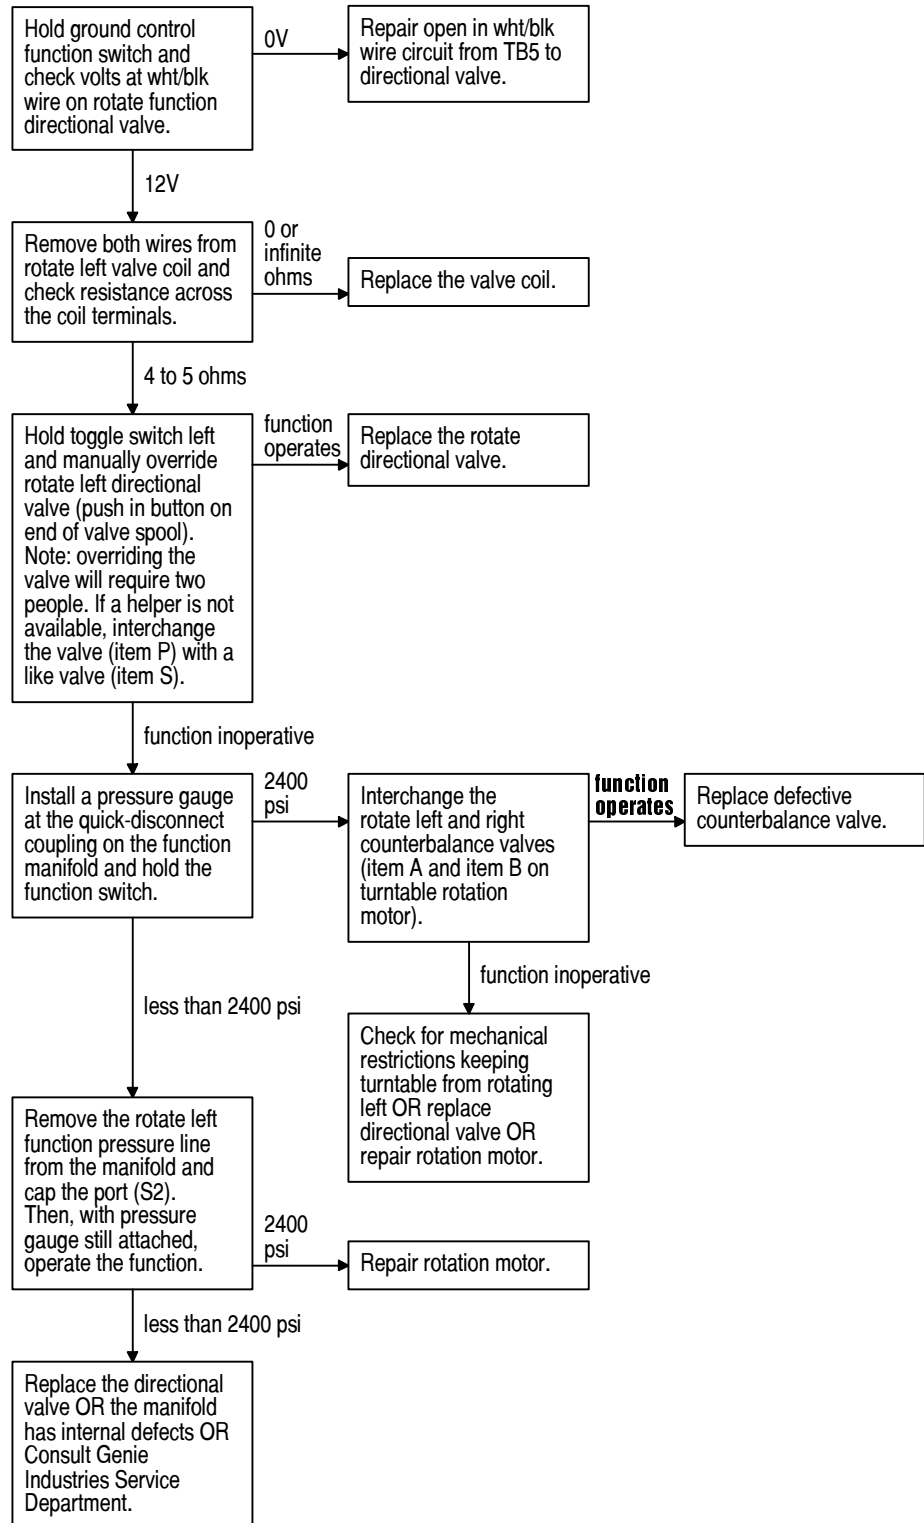 Hold ground control
function switch and
check volts at wht/blk
wire on rotate function
directional valve.
0V
Repair open in wht/blk
wire circuit from TB5 to
directional valve.
12V
Remove both wires from
rotate left valve coil and
check resistance across
the coil terminals.
0 or
infinite
ohms
Replace the valve coil.
4 to 5 ohms
Hold toggle switch left
and manually override
rotate left directional
valve (push in button on
end of valve spool).
Note: overriding the
valve will require two
people. If a helper is not
available, interchange
the valve (item P) with a
like valve (item S).
function
operates
Replace the rotate
directional valve.
function inoperative
Install a pressure gauge
at the quick-disconnect
coupling on the function
manifold and hold the
function switch.
2400
psi
Interchange the
rotate left and right
counterbalance valves
(item A and item B on
turntable rotation
motor).
function
operates
Replace defective
counterbalance valve.
function inoperative
Check for mechanical
restrictions keeping
turntable from rotating
left OR replace
directional valve OR
repair rotation motor.
less than 2400 psi
Remove the rotate left
function pressure line
from the manifold and
cap the port (S2).
Then, with pressure
gauge still attached,
operate the function.
2400
psi
Repair rotation motor.
less than 2400 psi
Replace the directional
valve OR the manifold
has internal defects OR
Consult Genie
Industries Service
Department.